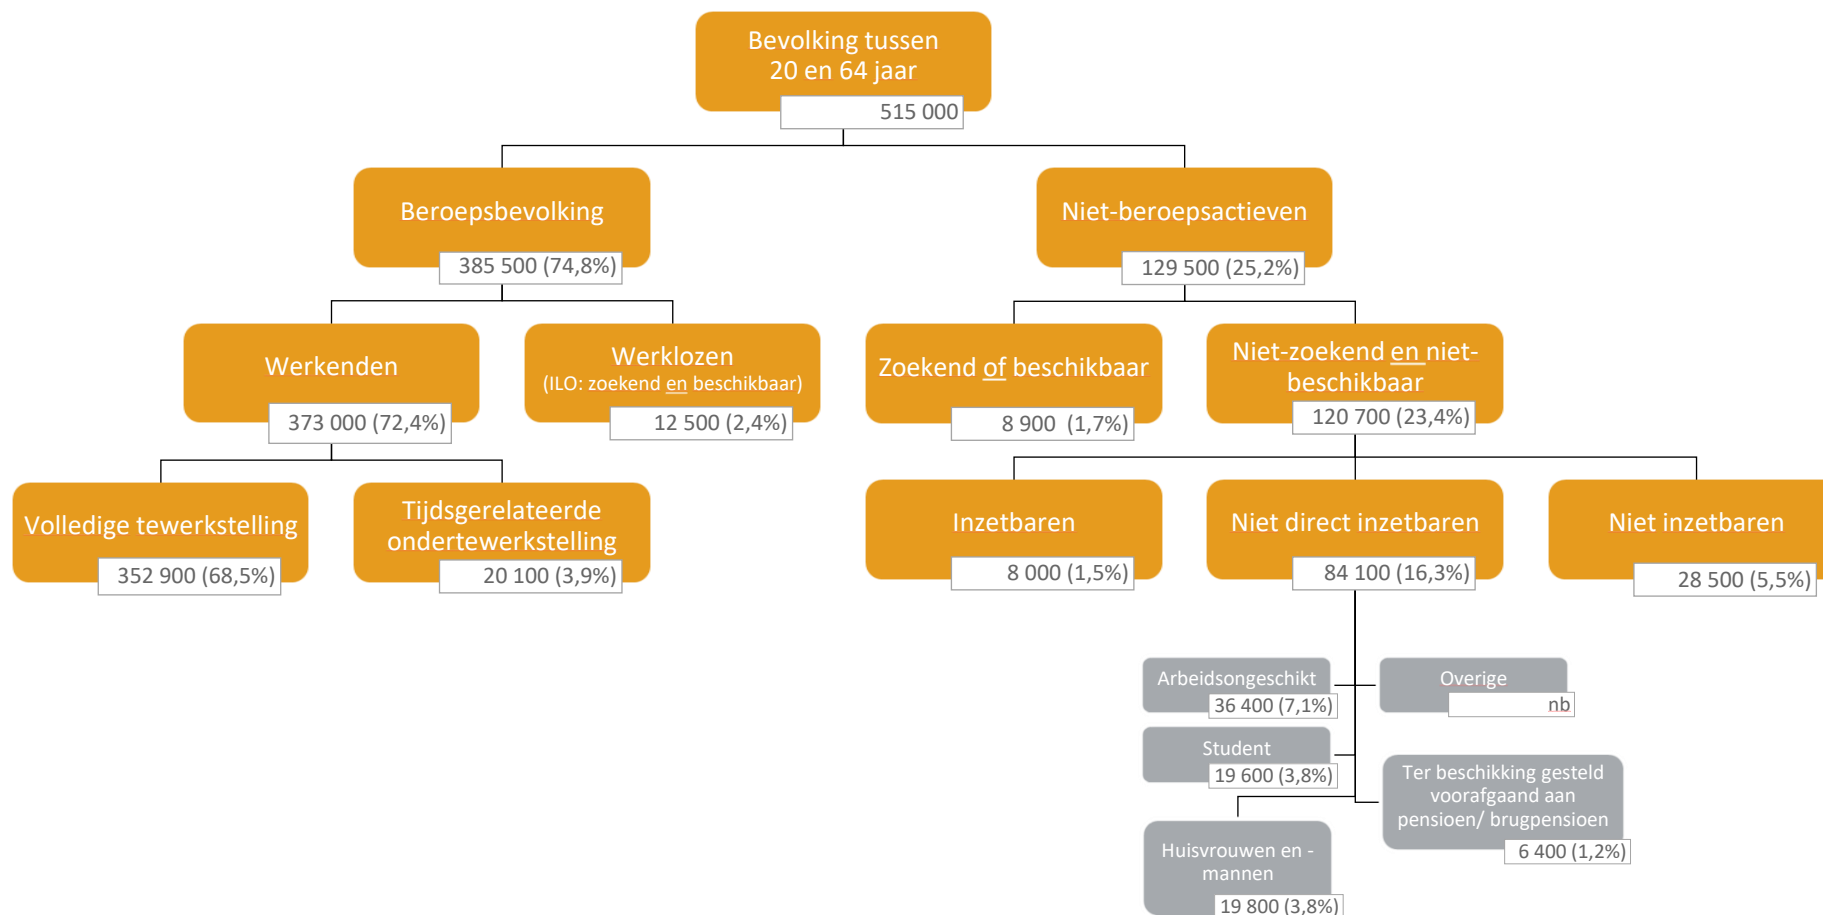 Bevolking tussen
20 en 64 jaar
515 000
Beroepsbevolking
385 500 (74,8%)
Niet-beroepsactieven
129 500 (25,2%)
Werkenden
373 000 (72,4%)
Werklozen
(ILO: zoekend en beschikbaar)
12 500 (2,4%)
Zoekend of beschikbaar
8 900 (1,7%)
Niet-zoekend en niet-
beschikbaar
120 700 (23,4%)
Volledige tewerkstelling
352 900 (68,5%)
Tijdsgerelateerde
ondertewerkstelling
20 100 (3,9%)
Inzetbaren
8 000 (1,5%)
Niet direct inzetbaren
84 100 (16,3%)
Niet inzetbaren
28 500 (5,5%)
Arbeidsongeschikt
36 400 (7,1%)
Overige
nb
Student
19 600 (3,8%)
Ter beschikking gesteld
voorafgaand aan
pensioen/ brugpensioen
6 400 (1,2%)
Huisvrouwen en -
mannen
19 800 (3,8%)